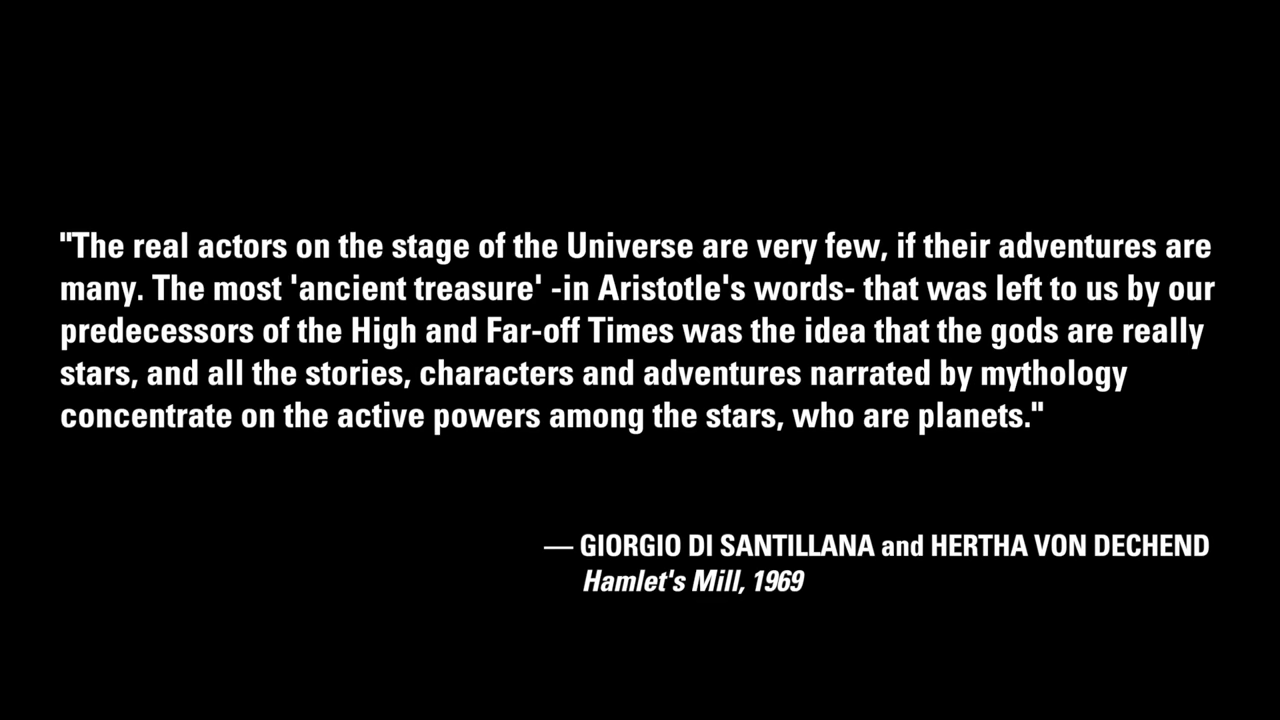 "The real actors on the stage of the Universe are very few, if their adventures are
many. The most 'ancient treasure' -in Aristotle's words- that was left to us by our
predecessors of the High and Far-off Times was the idea that the gods are really
stars, and all the stories, characters and adventures narrated by mythology
concentrate on the active powers among the stars, who are planets."
— GIORGIO DI SANTILLANA and HERTHA VON DECHEND
Hamlet's Mill, 1969